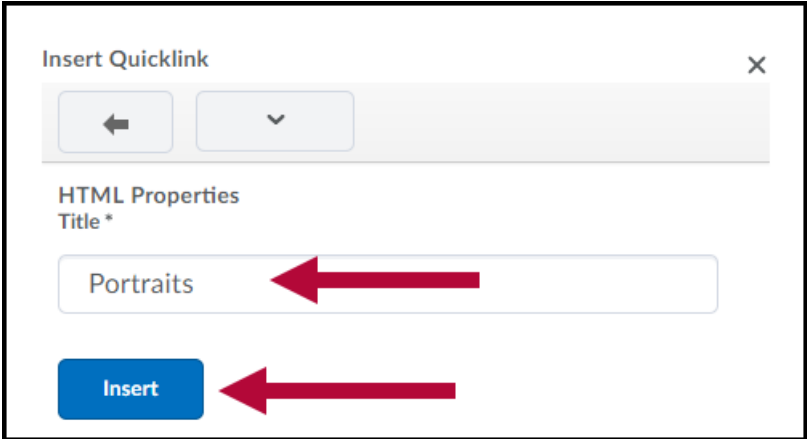 Insert Quicklink
HTML Properties
Title *
Portraits
Insert